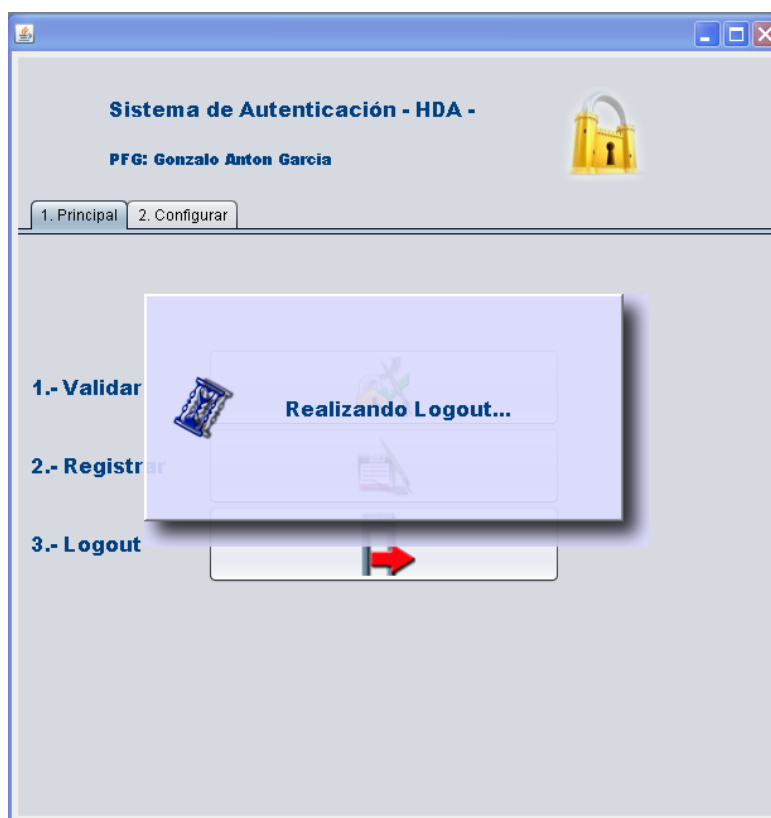 Sistema de Autenticación - HDA -
PFG: Gonzalo Anton Garcia
1. Principal
2. Configurar
1.- Validar
Realizando Logout...
2.- Registrar
3.- Logout